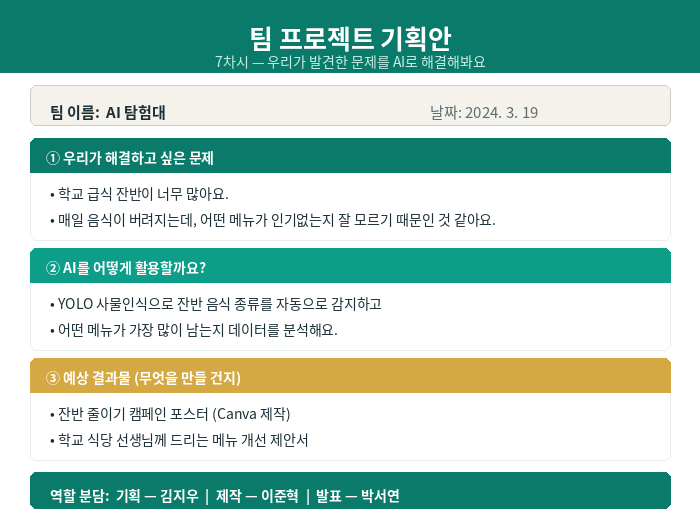 팀 프로젝트 기획안
7차시 — 우리가 발견한 문제를 AI로 해결해봐요
팀 이름: AI 탐험대 날짜: 2024. 3. 19
① 우리가 해결하고 싶은 문제
• 학교 급식 잔반이 너무 많아요.
• 매일 음식이 버려지는데, 어떤 메뉴가 인기없는지 잘 모르기 때문인 것 같아요.
② AI를 어떻게 활용할까요?
• YOLO 사물인식으로 잔반 음식 종류를 자동으로 감지하고
• 어떤 메뉴가 가장 많이 남는지 데이터를 분석해요.
③ 예상 결과물 (무엇을 만들 건지)
• 잔반 줄이기 캠페인 포스터 (Canva 제작)
• 학교 식당 선생님께 드리는 메뉴 개선 제안서
역할 분담: 기획 — 김지우 | 제작 — 이준혁 | 발표 — 박서연